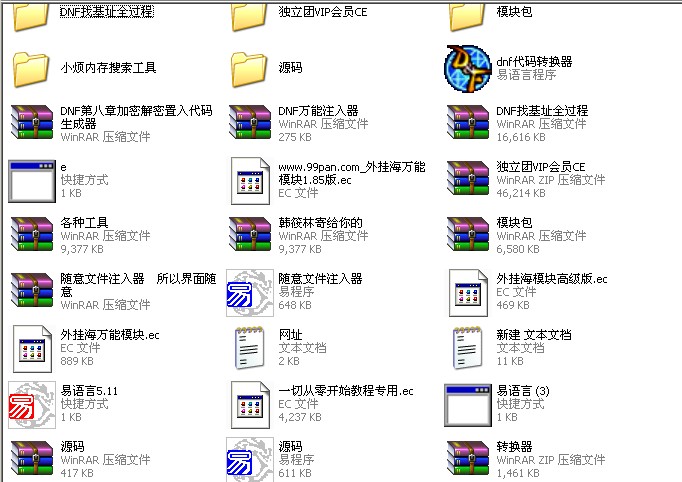 DNF找基址全过程
独立团VIP会员CE
模块包
小烦内存搜索工具
源码
dnf代码转换器
易语言程序
DNF第八章加密解密置入代码
生成器
WinRAR 压缩文件
DNF万能注入器
WinRAR 压缩文件
275 KB
DNF找基址全过程
WinRAR 压缩文件
16,616 KB
e
快捷方式
1 KB
www.99pan.com_外挂海万能
模块1.85版.ec
EC 文件
独立团VIP会员CE
WinRAR ZIP 压缩文件
46,214 KB
各种工具
WinRAR 压缩文件
9,377 KB
韩筱林寄给你的
WinRAR 压缩文件
9,377 KB
模块包
WinRAR 压缩文件
6,580 KB
随意文件注入器 所以界面随
意
WinRAR 压缩文件
随意文件注入器
易程序
648 KB
外挂海模块高级版.ec
EC 文件
469 KB
外挂海万能模块.ec
EC 文件
889 KB
网址
文本文档
2 KB
新建 文本文档
文本文档
11 KB
易语言5.11
快捷方式
1 KB
一切从零开始教程专用.ec
EC 文件
4,237 KB
易语言 (3)
快捷方式
1 KB
源码
WinRAR 压缩文件
417 KB
源码
易程序
611 KB
转换器
WinRAR ZIP 压缩文件
1,461 KB